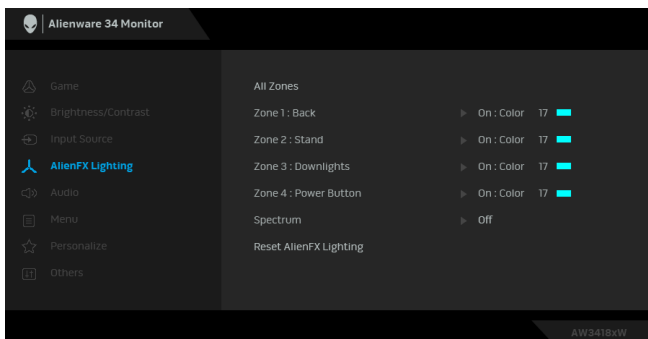 Alienware 34 Monitor
Game
Brightness/Contrast
Input Source
AlienFX Lighting
Audio
Menu
Personalize
Others
All Zones
Zone 1 : Back On : Color 17
Zone 2 : Stand On : Color 17
Zone 3 : Downlights On : Color 17
Zone 4 : Power Button On : Color 17
Spectrum Off
Reset AlienFX Lighting
AW3418xW